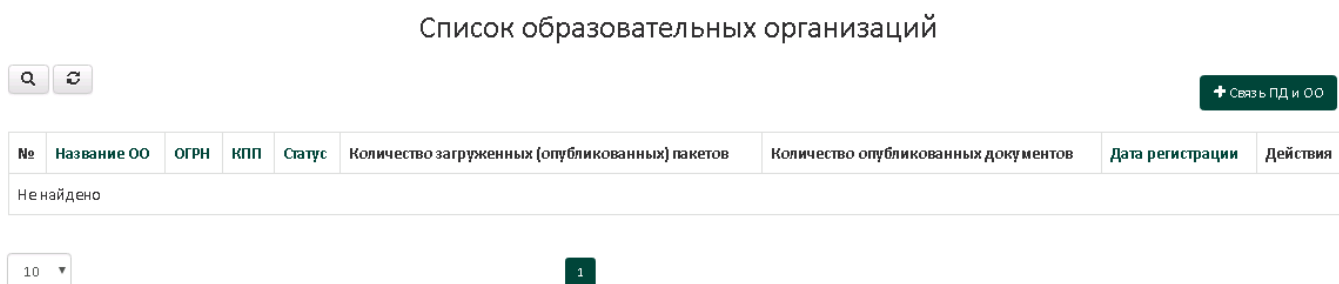 Список образовательных организаций
+ Связь ПД и ОО
№ Название ОО ОГРН КПП Статус Количество загруженных (опубликованных) пакетов Количество опубликованных документов Дата регистрации Действия
Не найдено
10 1